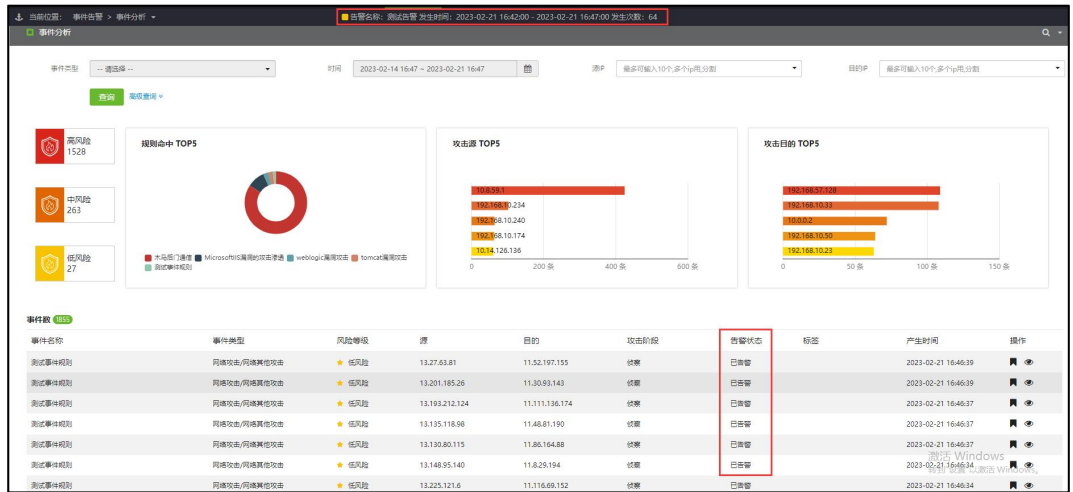 当前位置: 事件告警 > 事件分析
告警名称: 测试告警 发生时间: 2023-02-21 16:42:00 - 2023-02-21 16:47:00 发生次数: 64
事件分析
事件类型 -- 请选择 -- 时间 2023-02-14 16:47 ~ 2023-02-21 16:47 源IP 最多可输入10个,多个ip用,分割 目的IP 最多可输入10个,多个ip用,分割
查询 高级查询
高风险
1528
中风险
263
低风险
27
规则命中 TOP5
木马后门通信 MicrosoftIIS漏洞的攻击渗透 weblogic漏洞攻击 tomcat漏洞攻击
测试事件规则
攻击源 TOP5
10.8.59.1
192.168.10.234
192.168.10.240
192.168.10.174
10.14.126.136
0 200 条 400 条 600 条
攻击目的 TOP5
192.168.57.128
192.168.10.33
10.0.0.2
192.168.10.50
192.168.10.23
0 50 条 100 条 150 条
事件数 1855
事件名称 事件类型 风险等级 源 目的 攻击阶段 告警状态 标签 产生时间 操作
测试事件规则 网络攻击/网络其他攻击 低风险 13.27.63.81 11.52.197.155 侦察 已告警 2023-02-21 16:46:39
测试事件规则 网络攻击/网络其他攻击 低风险 13.201.185.26 11.30.93.143 侦察 已告警 2023-02-21 16:46:39
测试事件规则 网络攻击/网络其他攻击 低风险 13.193.212.124 11.111.136.174 侦察 已告警 2023-02-21 16:46:37
测试事件规则 网络攻击/网络其他攻击 低风险 13.135.118.98 11.48.81.190 侦察 已告警 2023-02-21 16:46:37
测试事件规则 网络攻击/网络其他攻击 低风险 13.130.80.115 11.86.164.88 侦察 已告警 2023-02-21 16:46:37
测试事件规则 网络攻击/网络其他攻击 低风险 13.148.95.140 11.8.29.194 侦察 已告警 2023-02-21 16:46:34
测试事件规则 网络攻击/网络其他攻击 低风险 13.225.121.6 11.116.69.152 侦察 已告警 2023-02-21 16:46:34
激活 Windows
转到"设置"以激活 Windows。